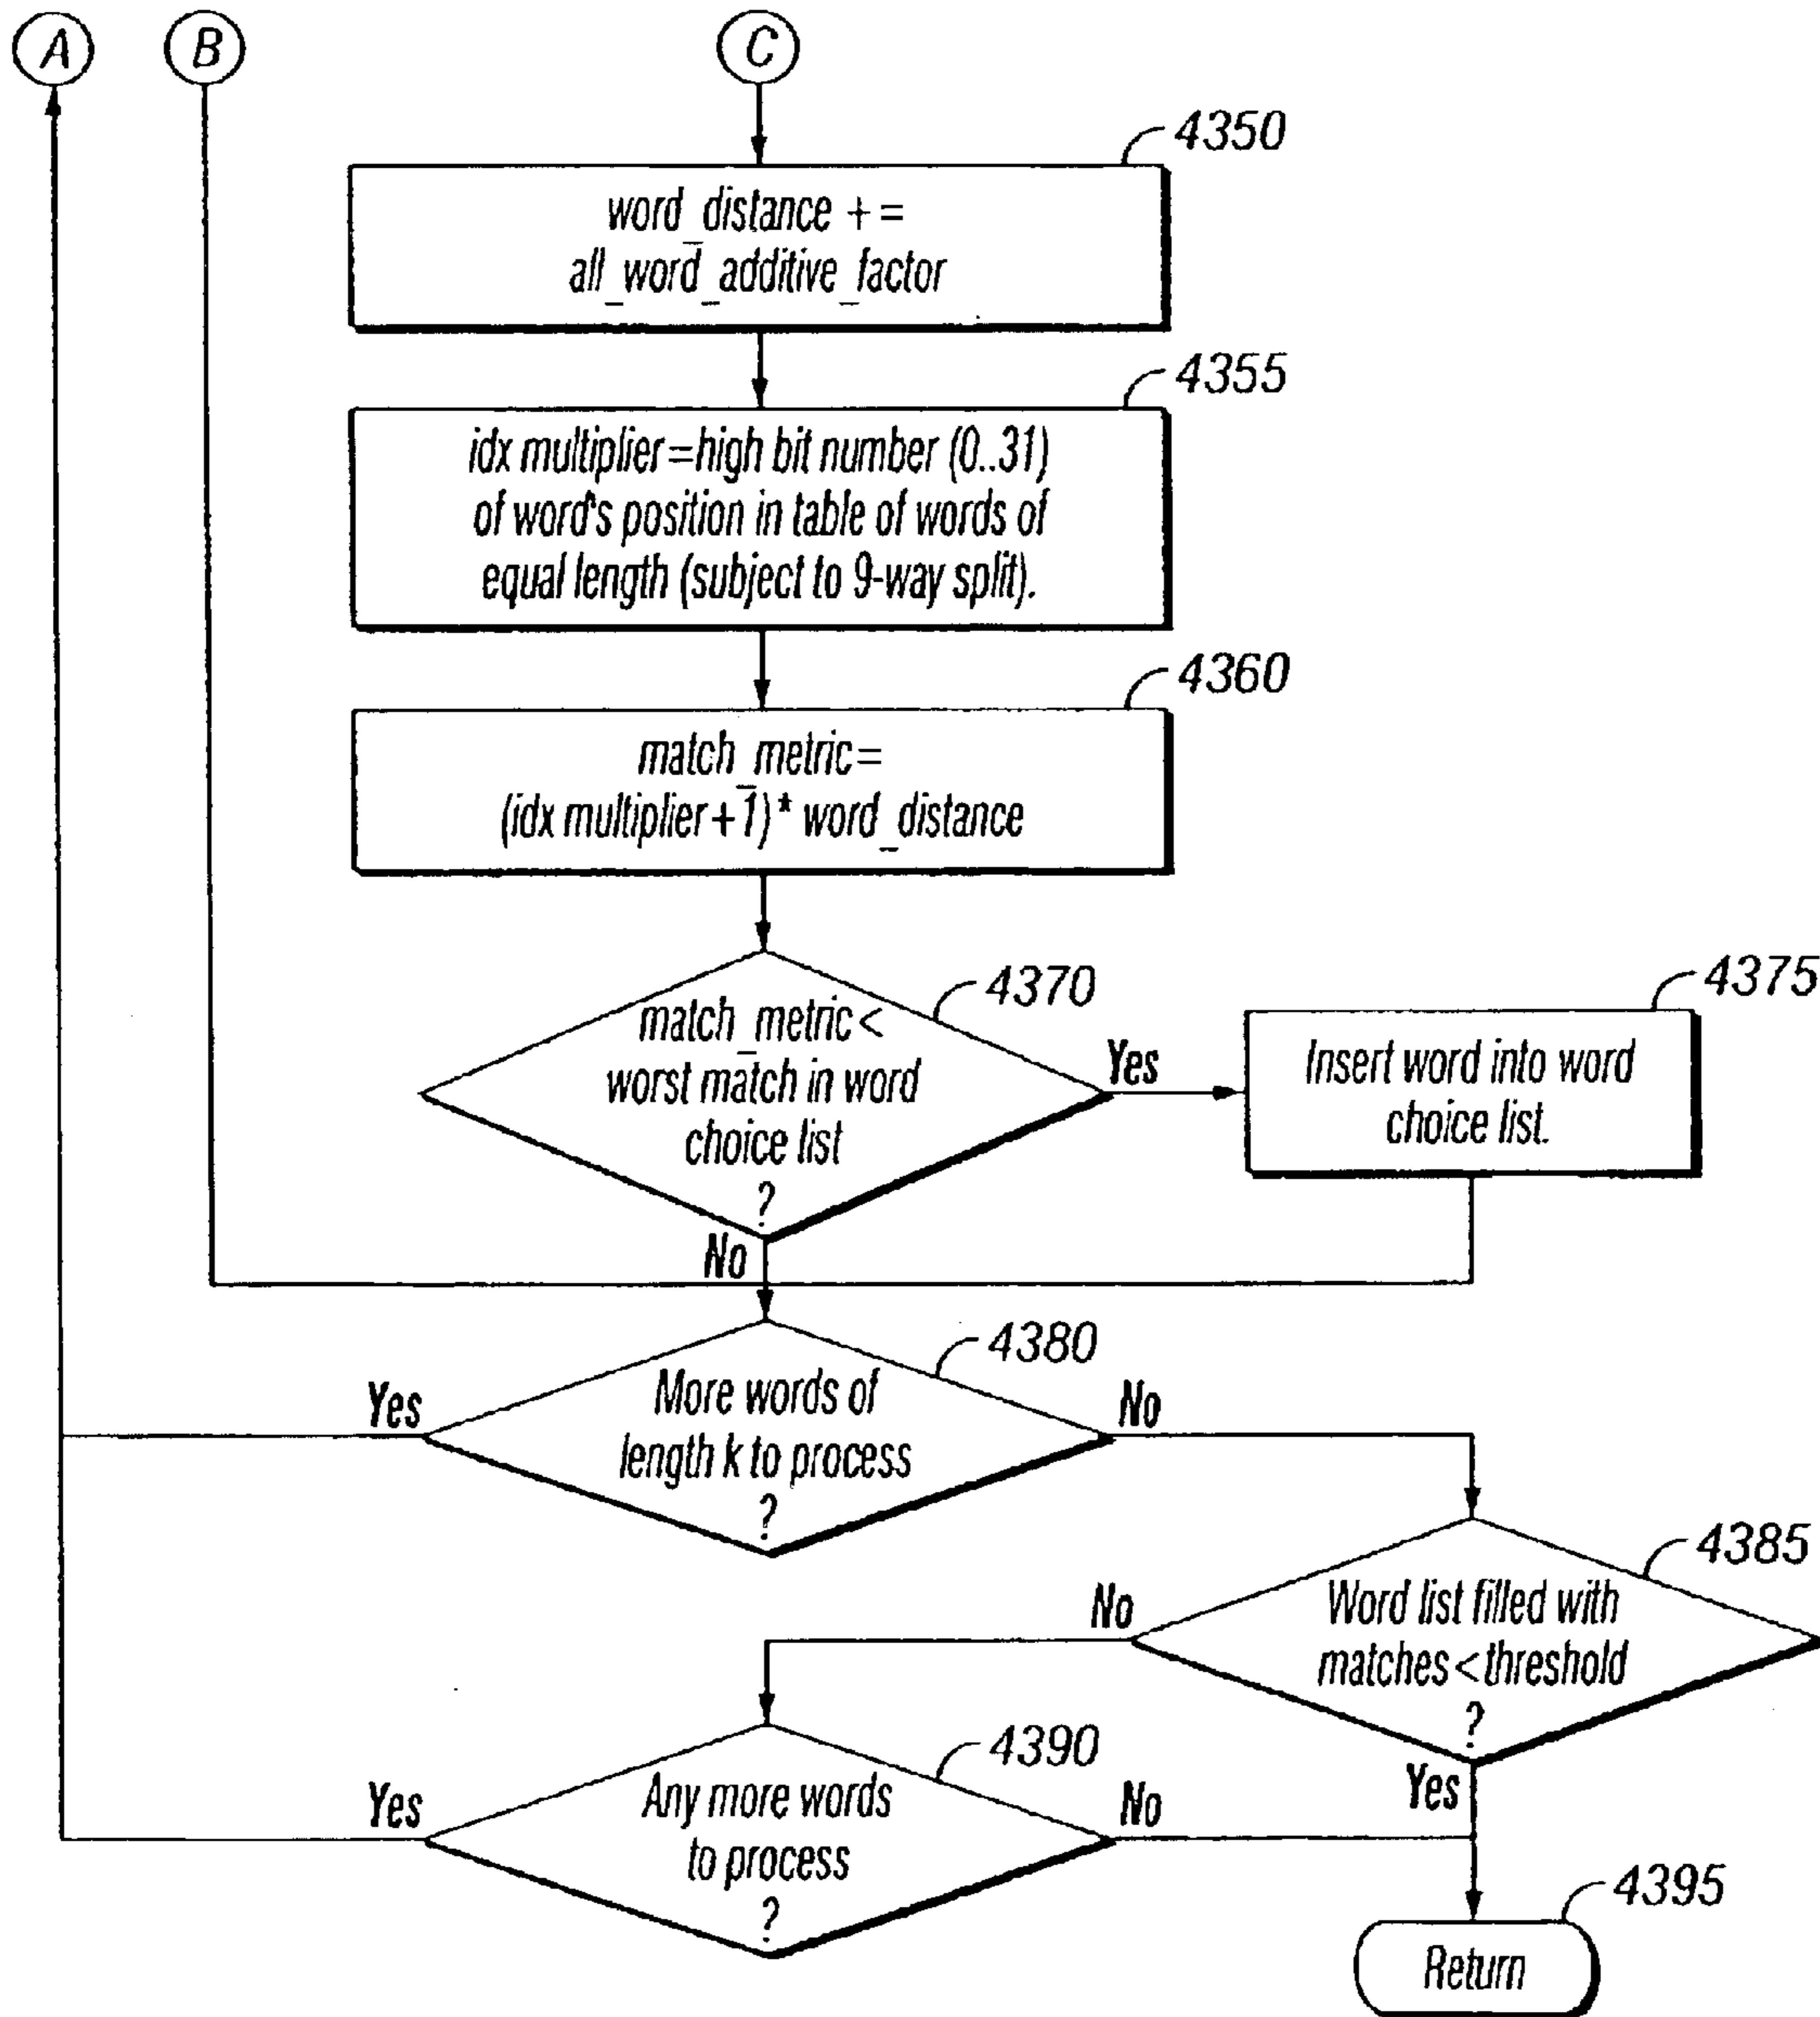 A
B
C
4350
word_distance +=
all_word_additive_factor
4355
idx multiplier=high bit number (0..31)
of word's position in table of words of
equal length (subject to 9-way split).
4360
match_metric=
(idx multiplier+1)* word_distance
4370
match_metric<
worst match in word
choice list
?
Yes
No
4375
Insert word into word
choice list.
4380
More words of
length k to process
?
Yes
No
4385
Word list filled with
matches<threshold
?
No
Yes
4390
Any more words
to process
?
Yes
No
4395
Return